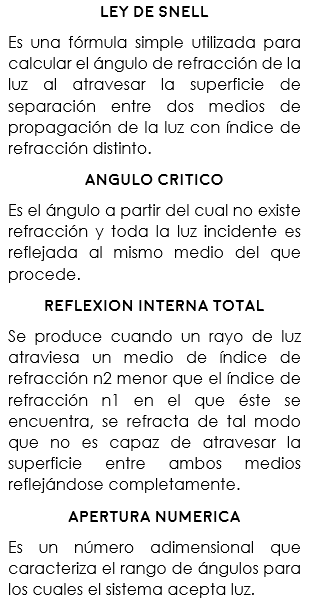 LEY DE SNELL
Es una fórmula simple utilizada para
calcular el ángulo de refracción de la
luz al atravesar la superficie de
separación entre dos medios de
propagación de la luz con índice de
refracción distinto.
ANGULO CRITICO
Es el ángulo a partir del cual no existe
refracción y toda la luz incidente es
reflejada al mismo medio del que
procede.
REFLEXION INTERNA TOTAL
Se produce cuando un rayo de luz
atraviesa un medio de índice de
refracción n2 menor que el índice de
refracción n1 en el que éste se
encuentra, se refracta de tal modo
que no es capaz de atravesar la
superficie entre ambos medios
reflejándose completamente.
APERTURA NUMERICA
Es un número adimensional que
caracteriza el rango de ángulos para
los cuales el sistema acepta luz.